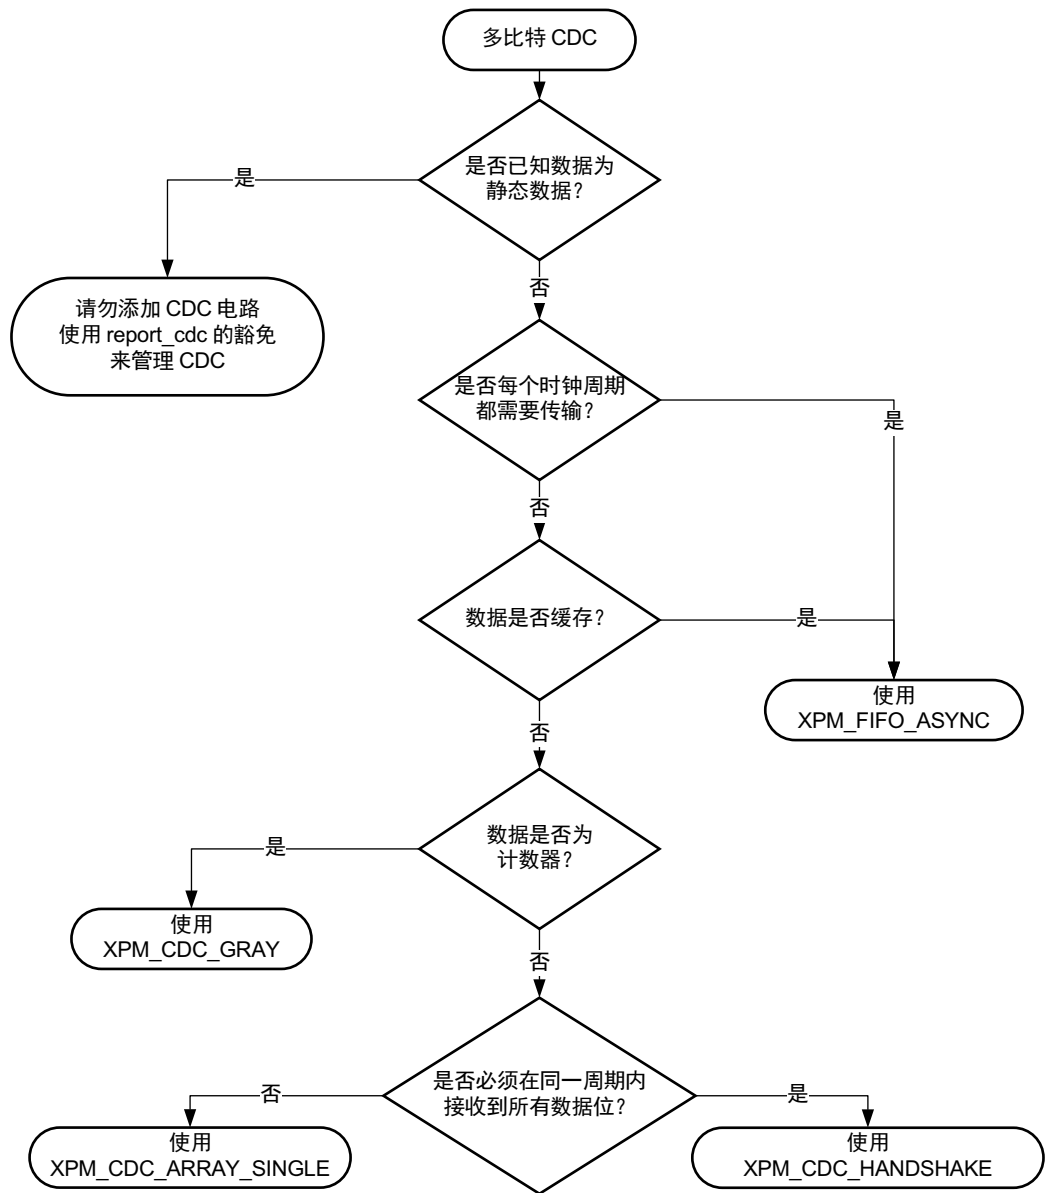 多比特 CDC
是否已知数据为
静态数据？
是
请勿添加 CDC 电路
使用 report_cdc 的豁免
来管理 CDC
否
是否每个时钟周期
都需要传输？
是
否
数据是否缓存？
是
使用
XPM_FIFO_ASYNC
否
数据是否为
计数器？
是
使用
XPM_CDC_GRAY
否
是否必须在同一周期内
接收到所有数据位？
否
是
使用
XPM_CDC_ARRAY_SINGLE
使用
XPM_CDC_HANDSHAKE